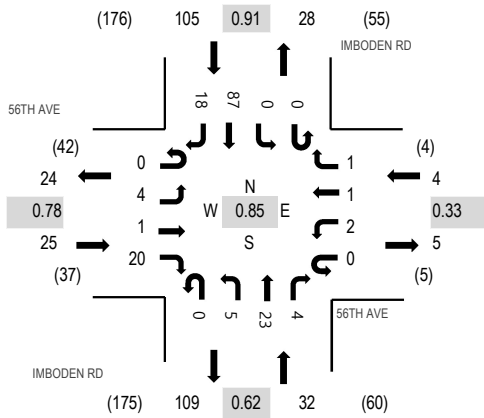 (176) 105 0.91 28 (55)
IMBODEN RD
18 87 0 0
56TH AVE
(42) (4)
0 1
24 4
4 1
N
0.78 W 0.85 E 0.33
1 2
S
25 5
20 0
(37) (5)
0 5 23 4
56TH AVE
IMBODEN RD
(175) 109 0.62 32 (60)